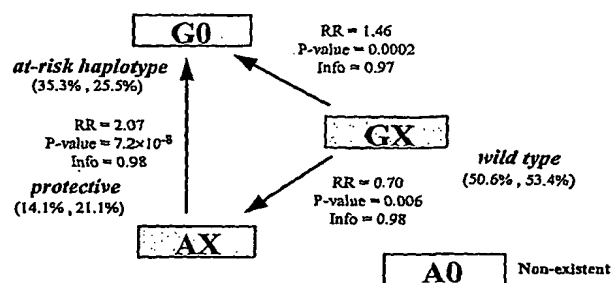 G0
RR = 1.46
P-value = 0.0002
Info = 0.97
at-risk haplotype
(35.3% , 25.5%)
RR = 2.07
P-value = 7.2×10⁻⁸
Info = 0.98
GX
wild type
(50.6% , 53.4%)
protective
(14.1% , 21.1%)
RR = 0.70
P-value = 0.006
Info = 0.98
AX
A0
Non-existent